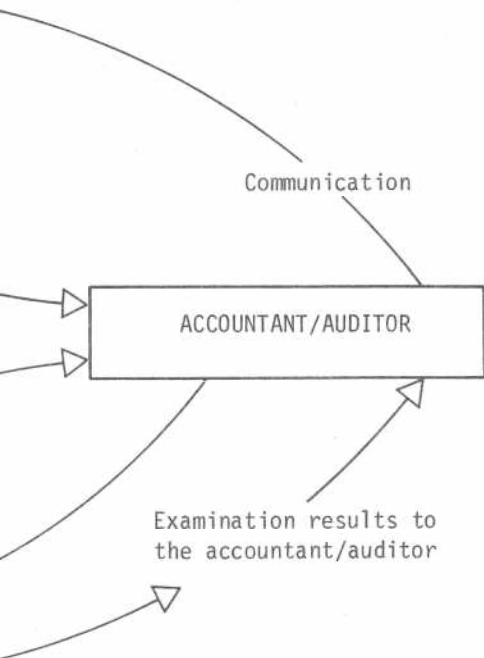 Communication
ACCOUNTANT/AUDITOR
Examination results to
the accountant/auditor